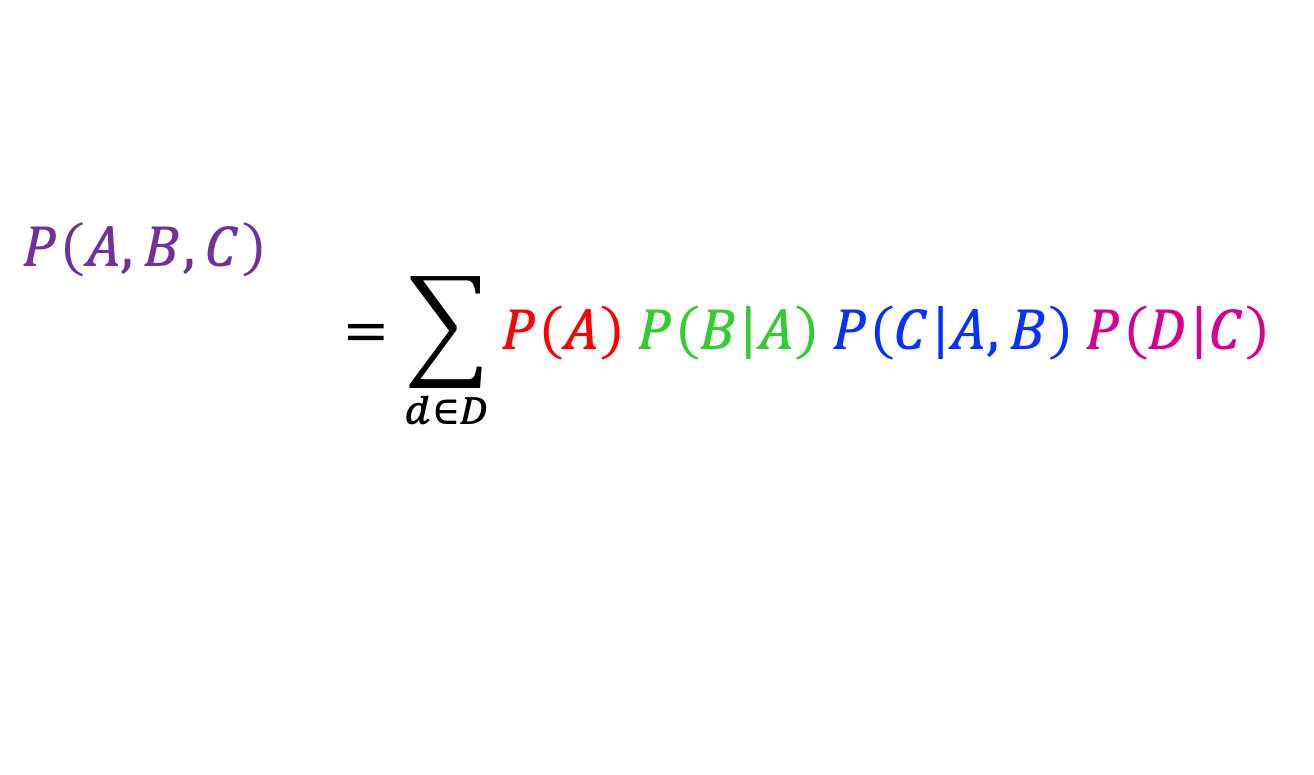 P(A, B, C)
= ∑ P(A) P(B|A) P(C|A, B) P(D|C)
d∈D